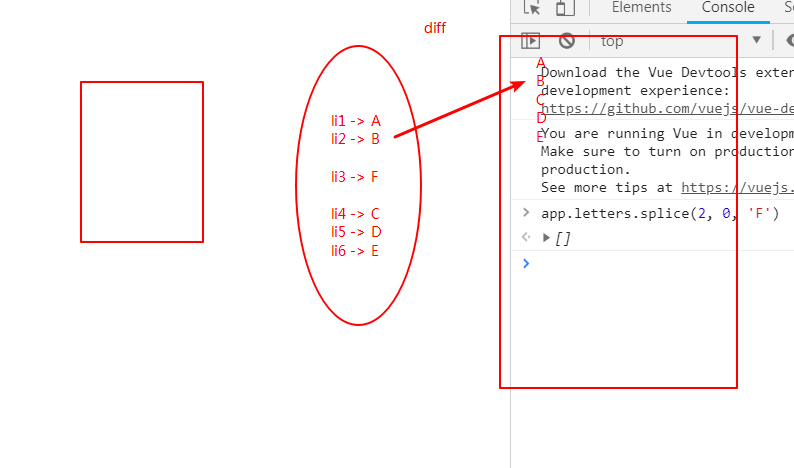 diff
li1 -> A
li2 -> B
li3 -> F
li4 -> C
li5 -> D
li6 -> E
Elements Console
top
A
B
C
D
E
Download the Vue Devtools exten
development experience:
https://github.com/vuejs/vue-de
You are running Vue in developm
Make sure to turn on production
production.
See more tips at https://vuejs.
> app.letters.splice(2, 0, 'F')
[]
>